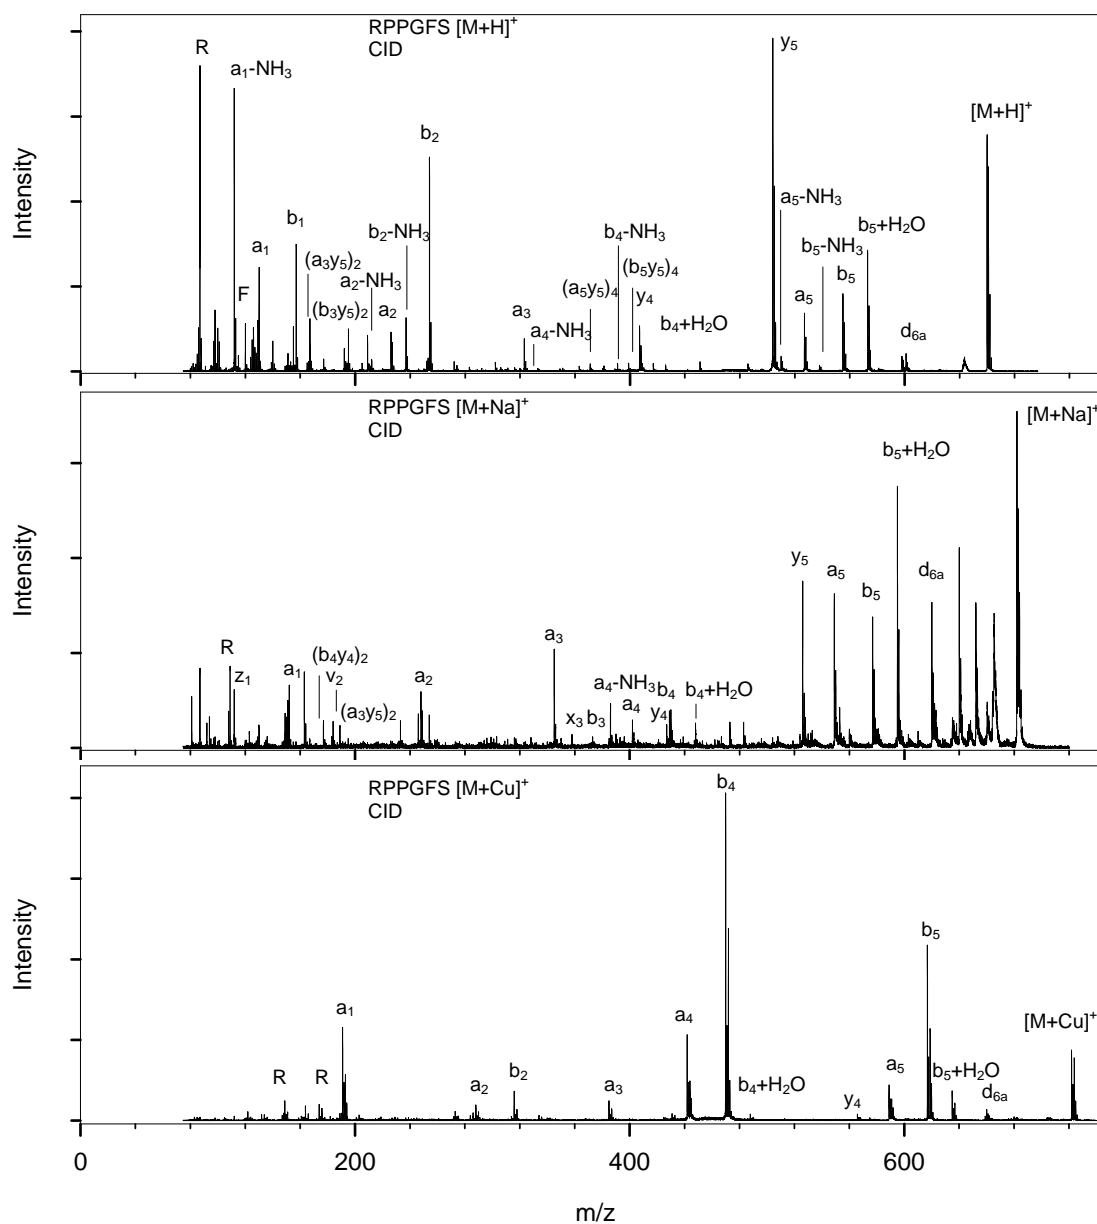 RPPGFS [M+H]+
CID
R
a1-NH3
y5
[M+H]+
b2
a5-NH3
b1
b2-NH3
b4-NH3
b5+H2O
a1
(a3y5)2
(b5y5)4
b5-NH3
a2-NH3
(a5y5)4
b5
F
(b3y5)2
a2
a3
y4
a5
a4-NH3
b4+H2O
d6a
Intensity
RPPGFS [M+Na]+
CID
[M+Na]+
b5+H2O
y5
a5
b5
d6a
R
z1
a1
(b4y4)2
v2
(a3y5)2
a2
a3
a4-NH3
b4
b4+H2O
x3
b3
a4
y4
Intensity
RPPGFS [M+Cu]+
CID
b4
b5
[M+Cu]+
a1
a4
R
R
a2
b2
a3
b4+H2O
y4
a5
b5+H2O
d6a
Intensity
0
200
400
600
m/z